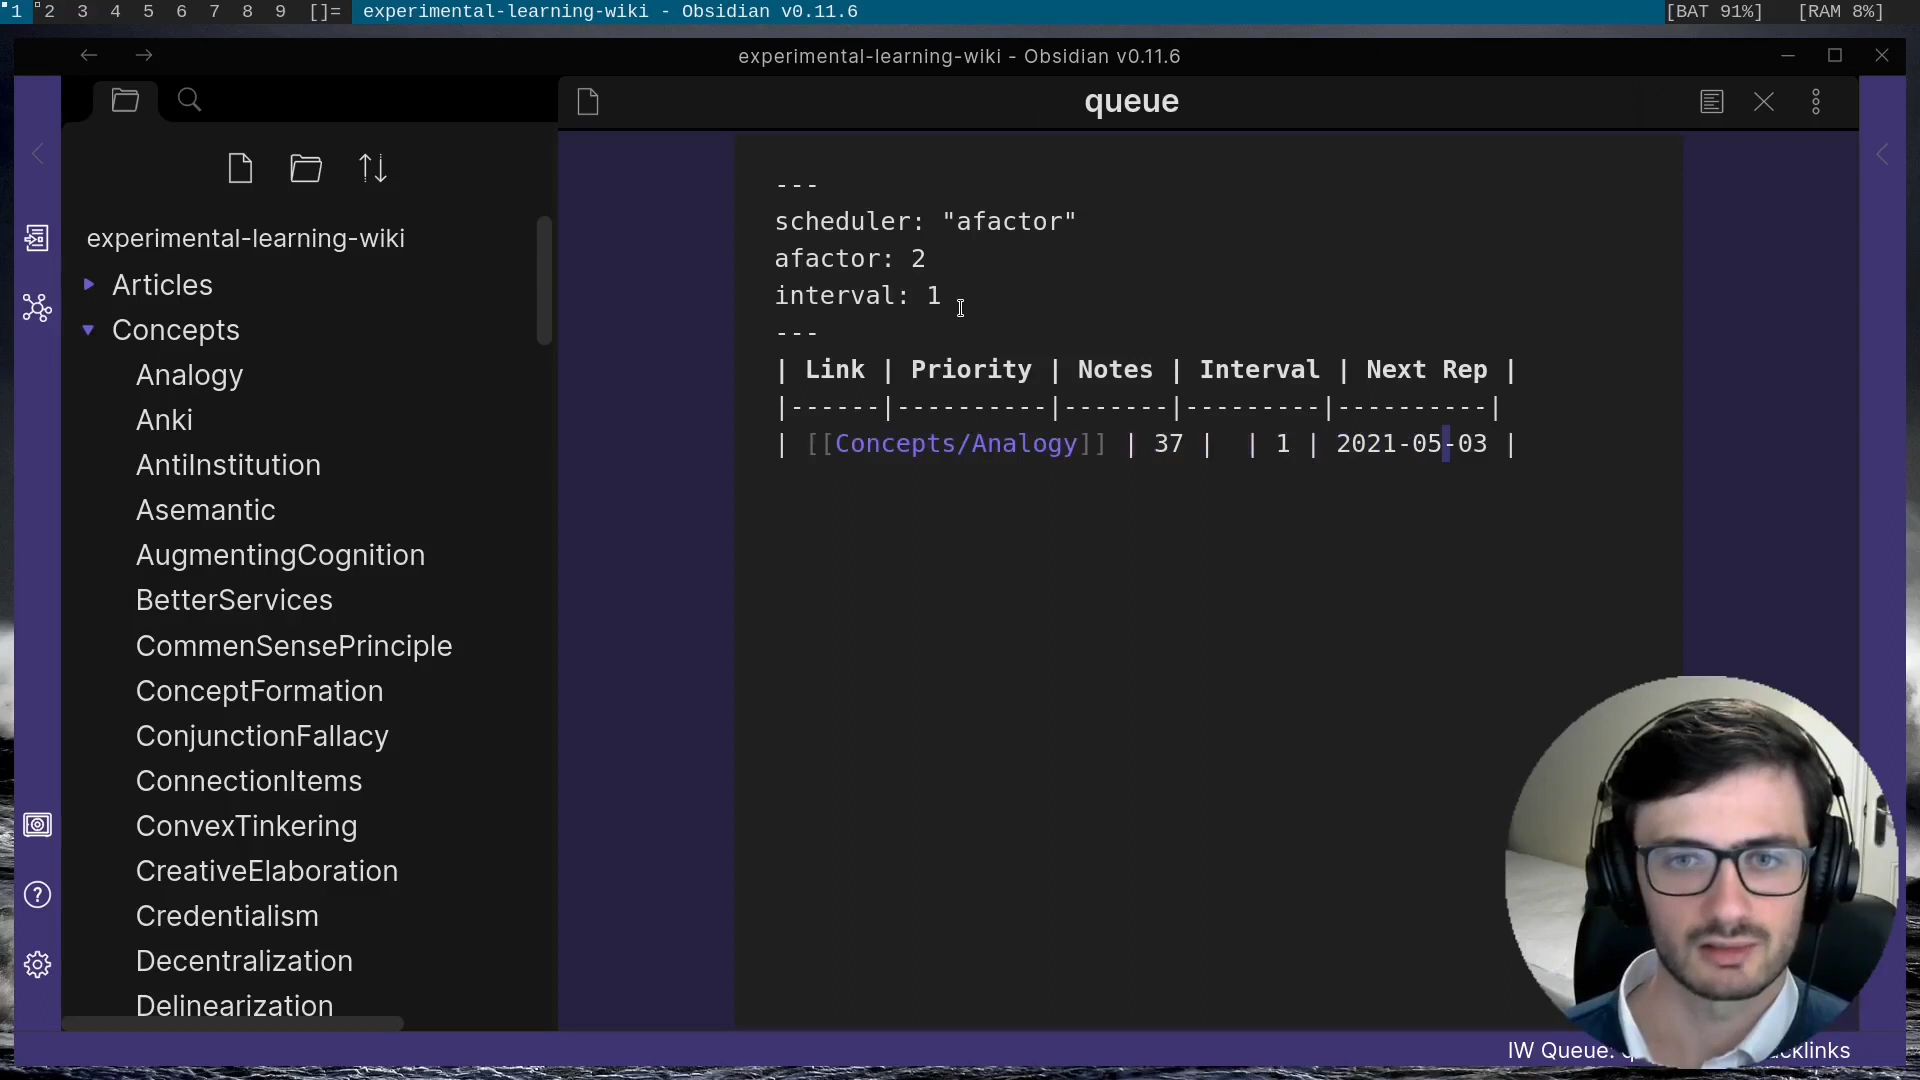 1 2 3 4 5 6 7 8 9 []= experimental-learning-wiki - Obsidian v0.11.6 [BAT 91%] [RAM 8%]
experimental-learning-wiki - Obsidian v0.11.6
queue
experimental-learning-wiki
Articles
Concepts
Analogy
Anki
AntiInstitution
Asemantic
AugmentingCognition
BetterServices
CommenSensePrinciple
ConceptFormation
ConjunctionFallacy
ConnectionItems
ConvexTinkering
CreativeElaboration
Credentialism
Decentralization
Delinearization
---
scheduler: "afactor"
afactor: 2
interval: 1
---
| Link | Priority | Notes | Interval | Next Rep |
|------|----------|-------|---------|----------|
| [[Concepts/Analogy]] | 37 |  | 1 | 2021-05-03 |
IW Queue: